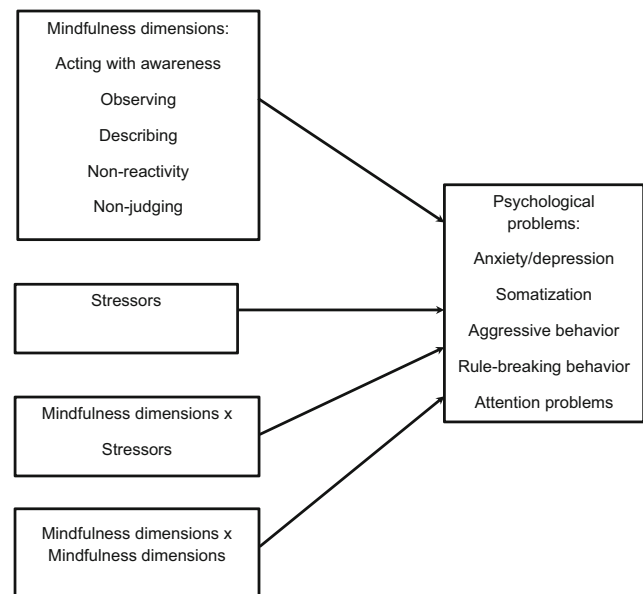 Mindfulness dimensions:
Acting with awareness
Observing
Describing
Non-reactivity
Non-judging
Stressors
Mindfulness dimensions x
Stressors
Mindfulness dimensions x
Mindfulness dimensions
Psychological
problems:
Anxiety/depression
Somatization
Aggressive behavior
Rule-breaking behavior
Attention problems